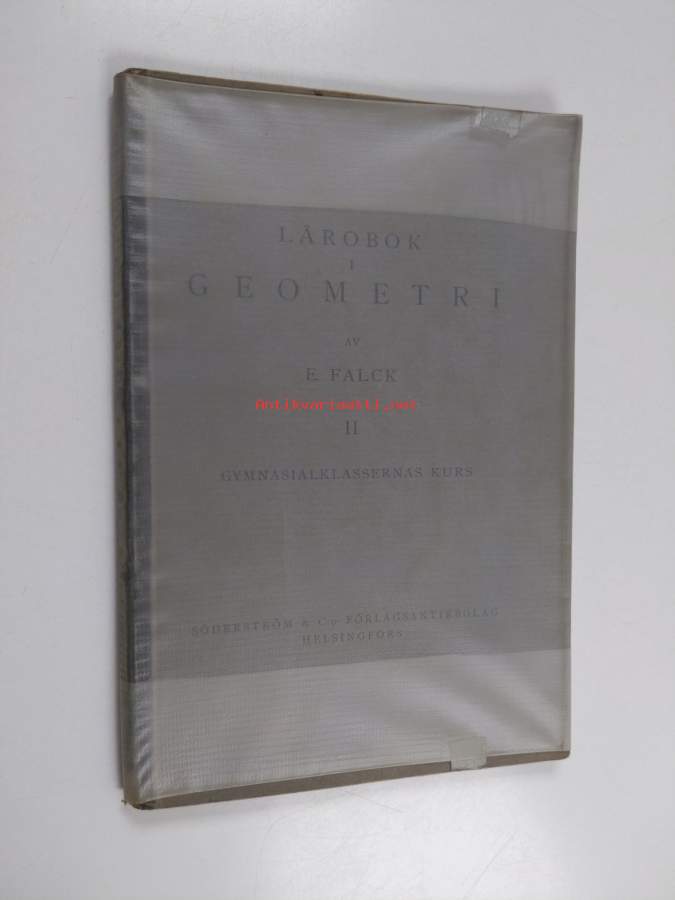 LÄROBOK
I
GEOMETRI
AV
E. FALCK
Antikvariaatti.net
II
GYMNASIALKLASSERNAS KURS
SÖDERSTRÖM & C:o FÖRLAGSAKTIEBOLAG
HELSINGFORS